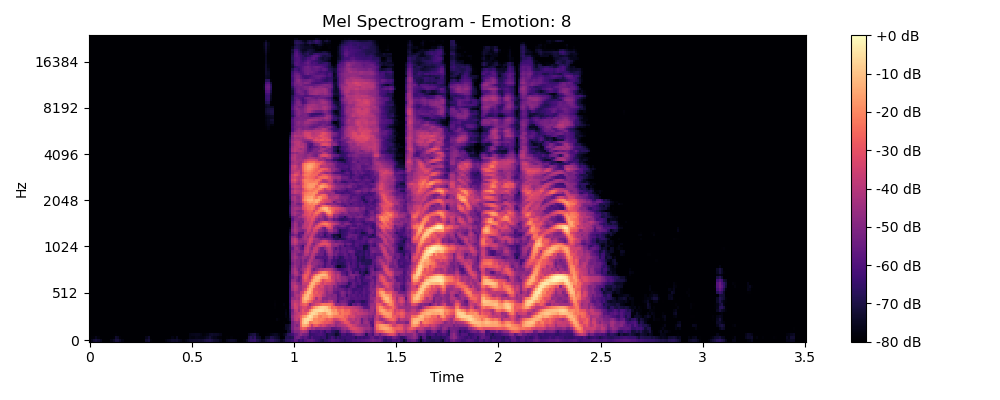 Mel Spectrogram - Emotion: 8
Hz
16384
8192
4096
2048
1024
512
0
0 0.5 1 1.5 2 2.5 3 3.5
Time
+0 dB
-10 dB
-20 dB
-30 dB
-40 dB
-50 dB
-60 dB
-70 dB
-80 dB